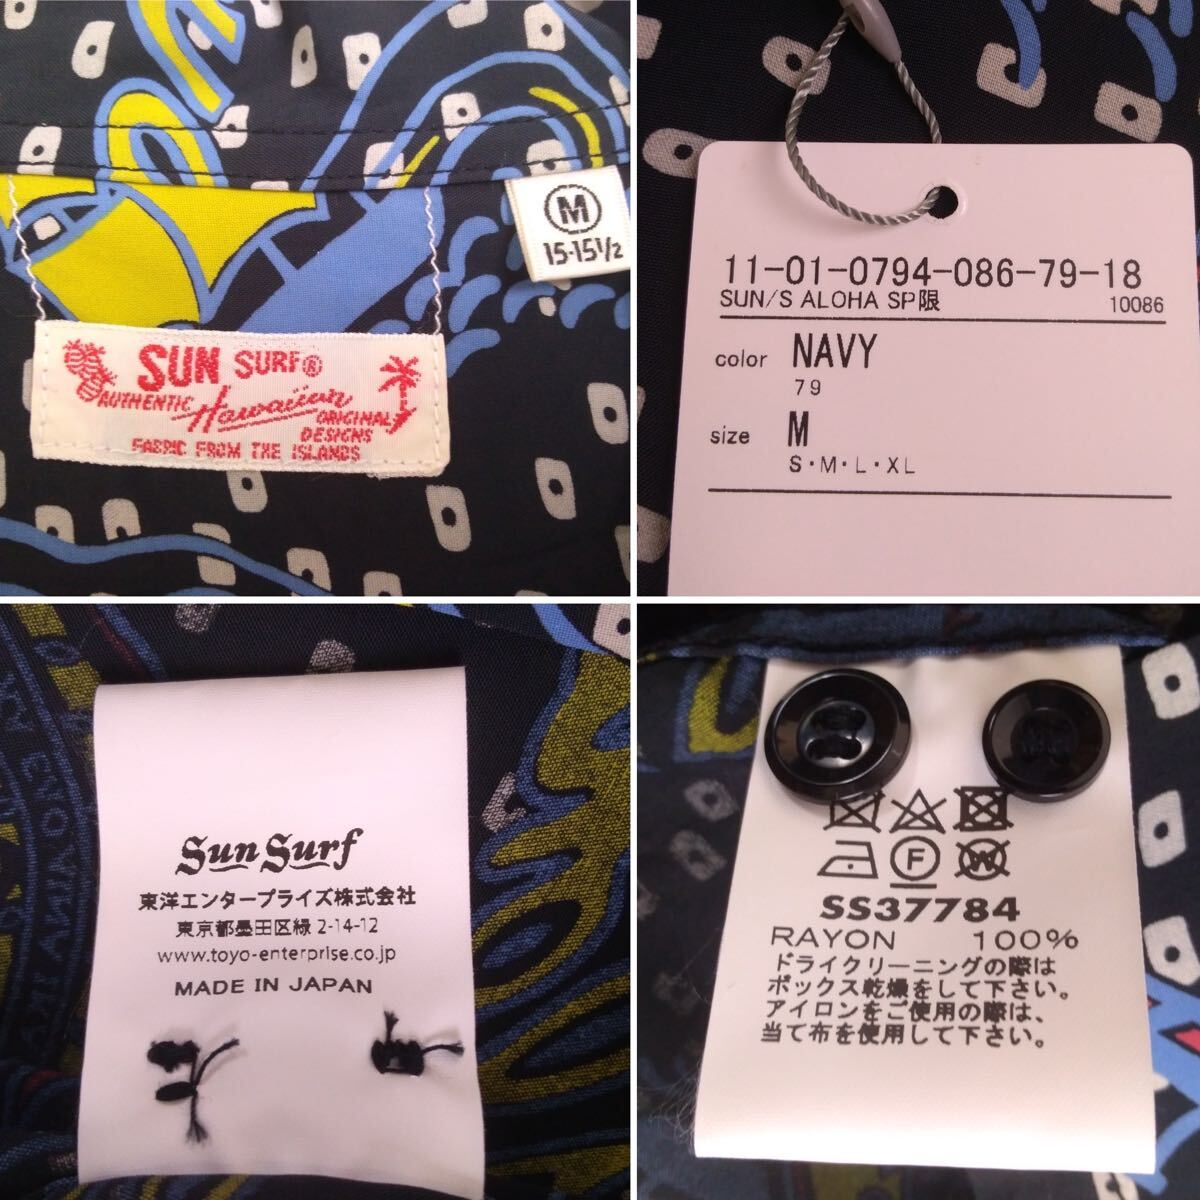 M
15-15½
SUN SURF®
AUTHENTIC Hawaiian ORIGINAL
DESIGNS
FABRIC FROM THE ISLANDS
11-01-0794-086-79-18
SUN/S ALOHA SP限 10086
color NAVY
79
size M
S・M・L・XL
Sun Surf
東洋エンタープライズ株式会社
東京都墨田区緑 2-14-12
www.toyo-enterprise.co.jp
MADE IN JAPAN
F
W
SS37784
RAYON 100%
ドライクリーニングの際は
ボックス乾燥をして下さい。
アイロンをご使用の際は、
当て布を使用して下さい。